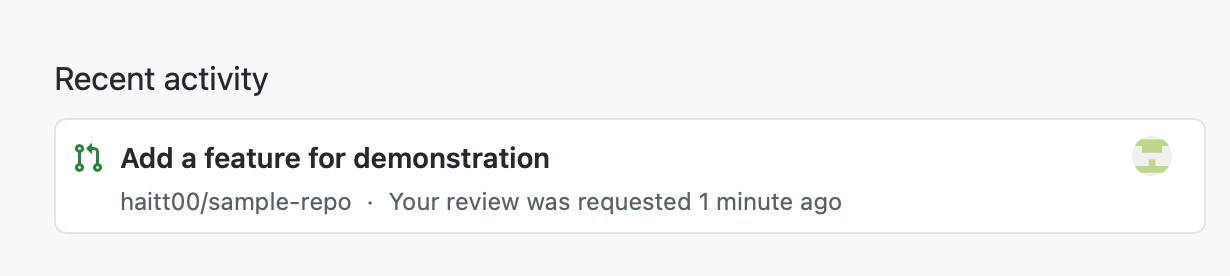 Recent activity
Add a feature for demonstration
haitt00/sample-repo · Your review was requested 1 minute ago